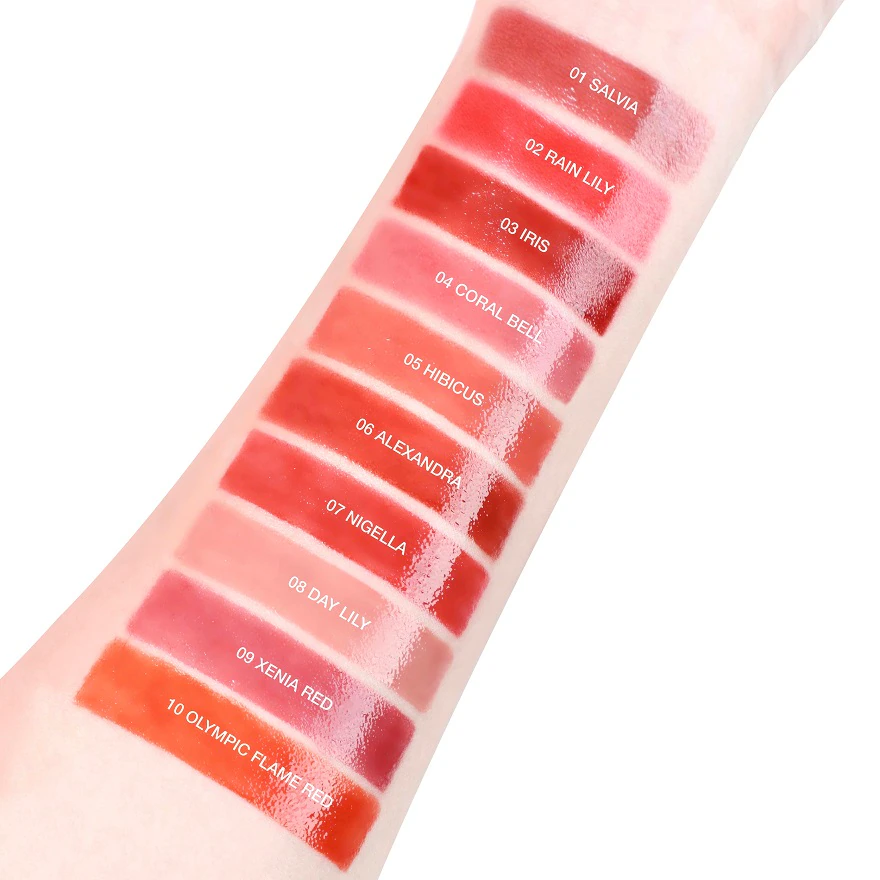 01 SALVIA
02 RAIN LILY
03 IRIS
04 CORAL BELL
05 HIBICUS
06 ALEXANDRA
07 NIGELLA
08 DAY LILY
09 XENIA RED
10 OLYMPIC FLAME RED